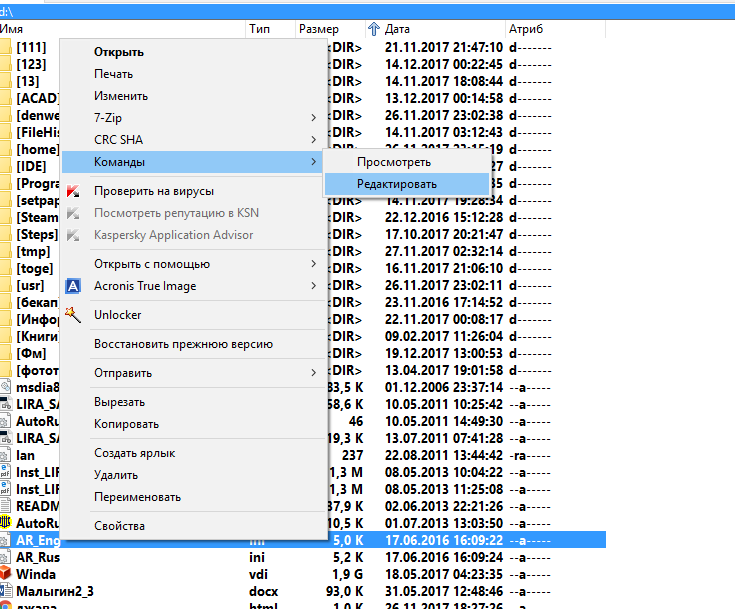 d:\
Имя Тип Размер Дата Атриб
[111] <DIR> 21.11.2017 21:47:10 d-------
[123] <DIR> 14.12.2017 00:22:45 d-------
[13] <DIR> 14.11.2017 18:08:44 d-------
[ACAD] <DIR> 13.12.2017 00:14:58 d-------
[denwe <DIR> 26.11.2017 23:02:38 d-------
[FileHis <DIR> 14.11.2017 03:12:43 d-------
[home]
[IDE]
[Progra
[setpap 14.11.2017 19:28:34 d-------
[Steam <DIR> 22.12.2016 15:12:28 d-------
[Steps] <DIR> 17.10.2017 20:21:47 d-------
[tmp] <DIR> 27.11.2017 02:32:14 d-------
[toge] <DIR> 16.11.2017 21:06:10 d-------
[usr] <DIR> 26.11.2017 23:02:11 d-------
[бекап <DIR> 23.11.2016 17:14:52 d-------
[Инфор <DIR> 22.11.2017 00:08:17 d-------
[Книги <DIR> 09.02.2017 11:26:04 d-------
[Фм] <DIR> 19.12.2017 13:00:53 d-------
[фотот <DIR> 13.04.2017 19:01:58 d-------
msdia8 83,5 K 01.12.2006 23:37:14 --a-----
LIRA_SA 58,6 K 10.05.2011 10:25:42 --a-----
AutoRu 46 10.05.2011 14:49:30 --a-----
LIRA_SA 19,3 K 13.07.2011 07:41:28 --a-----
lan 237 22.08.2011 13:44:42 -ra-----
Inst_LIF 1,3 M 08.05.2013 10:04:22 --a-----
Inst_LIF 1,3 M 08.05.2013 11:25:08 --a-----
READM 37,9 K 02.06.2013 22:21:26 --a-----
AutoRu 10,5 K 01.07.2013 13:03:50 --a-----
AR_Eng ini 5,0 K 17.06.2016 16:09:22 --a-----
AR_Rus ini 5,2 K 17.06.2016 16:09:24 --a-----
Winda vdi 1,9 G 18.05.2017 04:23:35 --a-----
Малыгин2_3 docx 93,0 K 31.05.2017 12:48:46 --a-----
джапа html 1,0 K 26.11.2017 18:27:26 --a-----
Открыть
Печать
Изменить
7-Zip
CRC SHA
Команды
Проверить на вирусы
Посмотреть репутацию в KSN
Kaspersky Application Advisor
Открыть с помощью
Acronis True Image
Unlocker
Восстановить прежнюю версию
Отправить
Вырезать
Копировать
Создать ярлык
Удалить
Переименовать
Свойства
Просмотреть
Редактировать